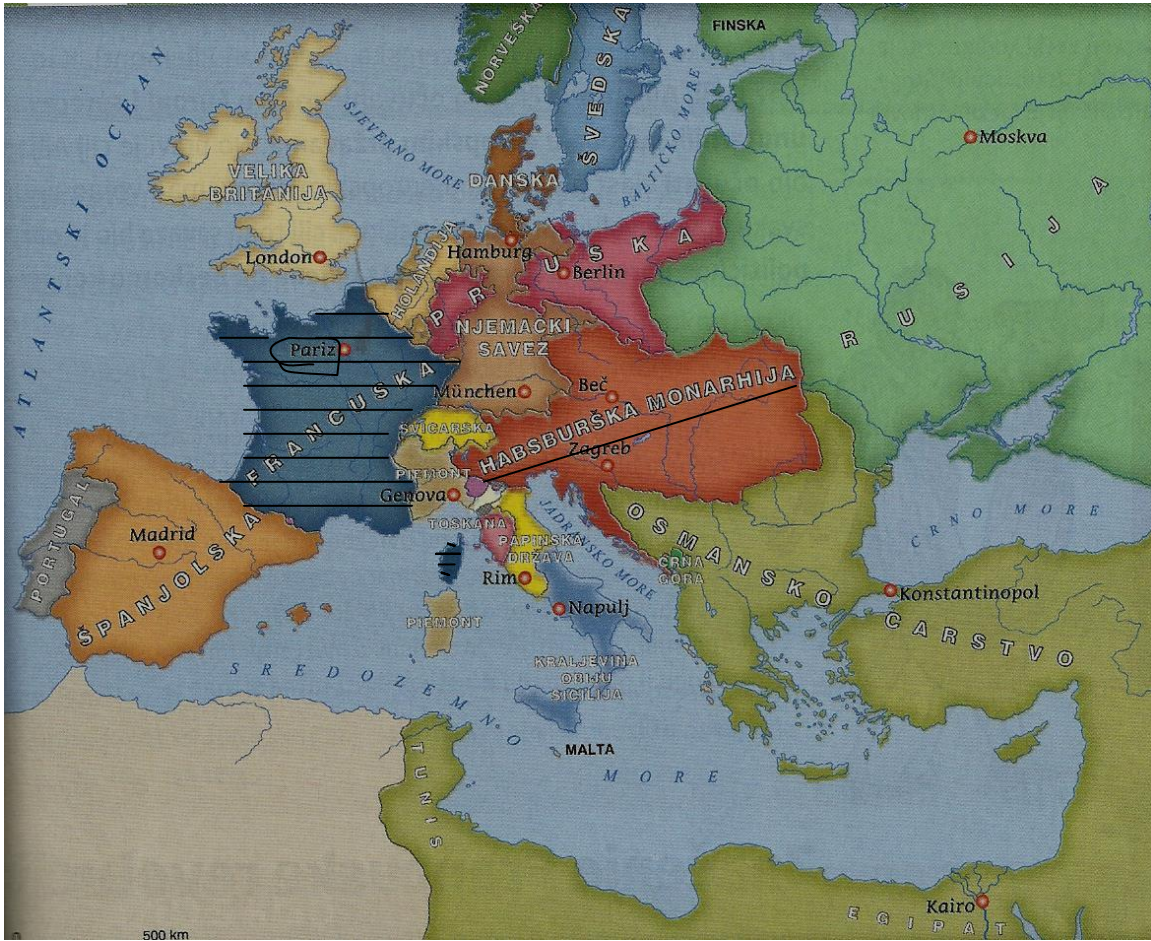 FINSKA
NORVEŠKA
ŠVEDSKA
ATLANTSKI OCEAN
SJEVERNO MORE
BALTIČKO MORE
Moskva
VELIKA
BRITANIJA
DANSKA
RUSIJA
London
HOLANDIJA
Hamburg
PRUSKA
Berlin
NJEMAČKI
SAVEZ
Pariz
FRANCUSKA
München
Beč
HABSBURŠKA MONARHIJA
ŠVICARSKA
Zagreb
PIEMONT
Genova
TOSKANA
PAPINSKA
DRŽAVA
JADRANSKO MORE
CRNA
GORA
OSMANSKO CARSTVO
CRNO MORE
PORTUGAL
Madrid
ŠPANJOLSKA
Rim
Napulj
Konstantinopol
PIEMONT
KRALJEVINA
OBIJU
SICILIJA
SREDOZEMNO MORE
MALTA
TUNIS
Kairo
EGIPAT
0 500 km